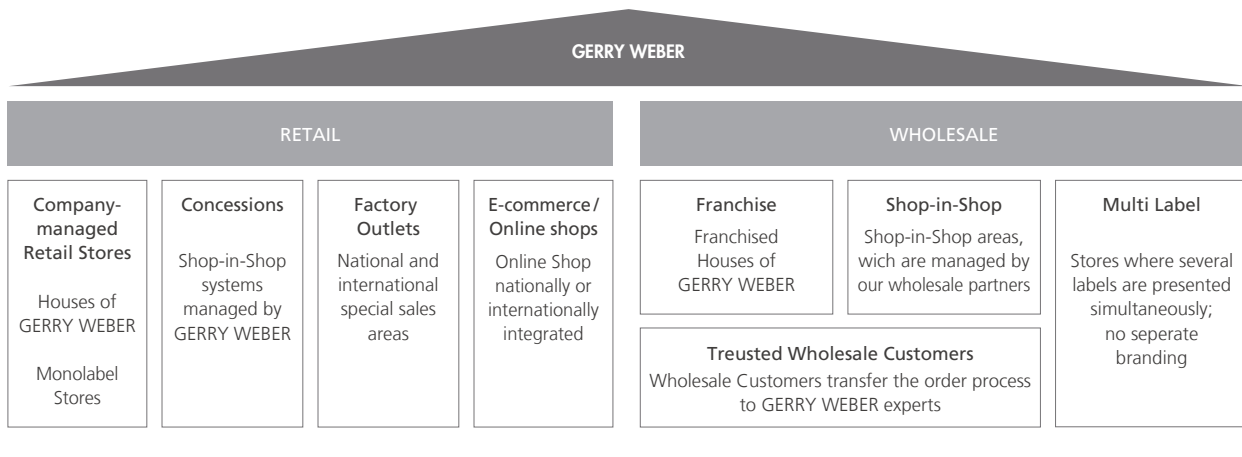 GERRY WEBER
RETAIL
WHOLESALE
Company-
managed
Retail Stores
Houses of
GERRY WEBER
Monolabel
Stores
Concessions
Shop-in-Shop
systems
managed by
GERRY WEBER
Factory
Outlets
National and
international
special sales
areas
E-commerce/
Online shops
Online Shop
nationally or
internationally
integrated
Franchise
Franchised
Houses of
GERRY WEBER
Shop-in-Shop
Shop-in-Shop areas,
wich are managed by
our wholesale partners
Treusted Wholesale Customers
Wholesale Customers transfer the order process
to GERRY WEBER experts
Multi Label
Stores where several
labels are presented
simultaneously;
no seperate
branding